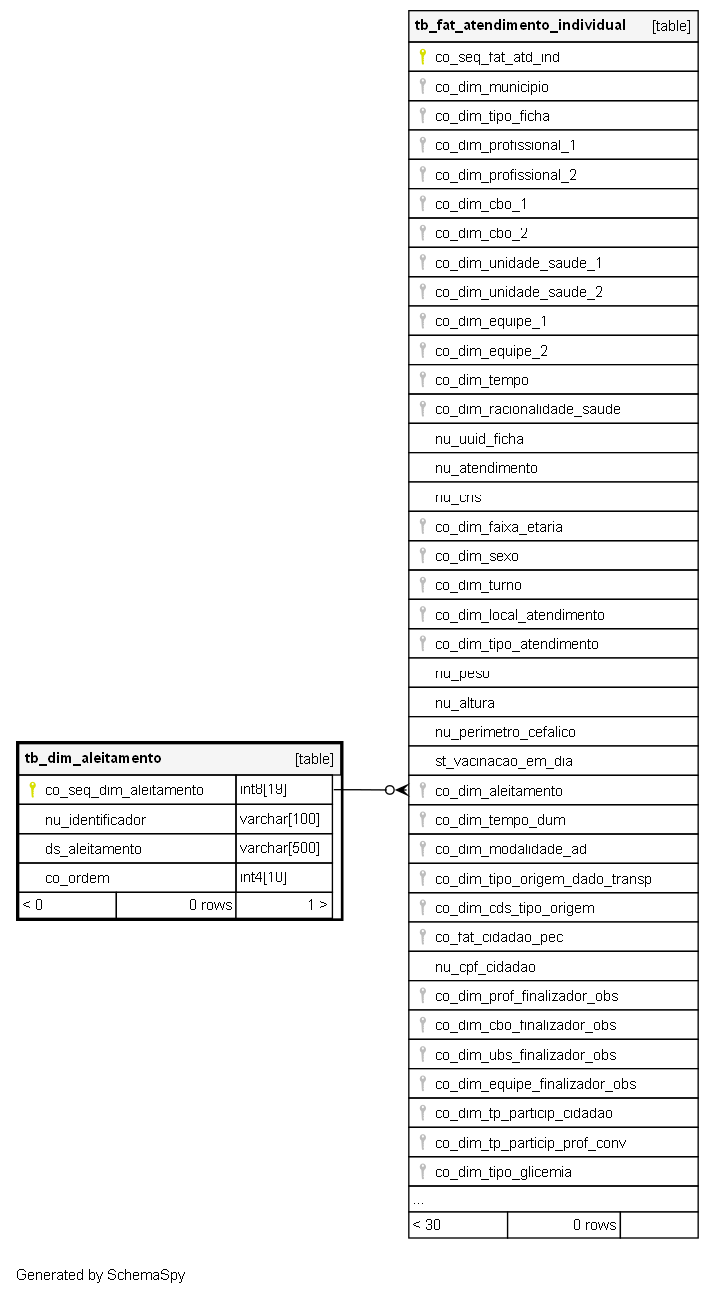 tb_fat_atendimento_individual [table]
co_seq_fat_atd_ind
co_dim_municipio
co_dim_tipo_ficha
co_dim_profissional_1
co_dim_profissional_2
co_dim_cbo_1
co_dim_cbo_2
co_dim_unidade_saude_1
co_dim_unidade_saude_2
co_dim_equipe_1
co_dim_equipe_2
co_dim_tempo
co_dim_racionalidade_saude
nu_uuid_ficha
nu_atendimento
nu_cns
co_dim_faixa_etaria
co_dim_sexo
co_dim_turno
co_dim_local_atendimento
co_dim_tipo_atendimento
nu_peso
nu_altura
nu_perimetro_cefalico
st_vacinacao_em_dia
co_dim_aleitamento
co_dim_tempo_dum
co_dim_modalidade_ad
co_dim_tipo_origem_dado_transp
co_dim_cds_tipo_origem
co_fat_cidadao_pec
nu_cpf_cidadao
co_dim_prof_finalizador_obs
co_dim_cbo_finalizador_obs
co_dim_ubs_finalizador_obs
co_dim_equipe_finalizador_obs
co_dim_tp_particip_cidadao
co_dim_tp_particip_prof_conv
co_dim_tipo_glicemia
...
< 30 0 rows
tb_dim_aleitamento [table]
co_seq_dim_aleitamento int8[19]
nu_identificador varchar[100]
ds_aleitamento varchar[500]
co_ordem int4[10]
< 0 0 rows 1 >
Generated by SchemaSpy